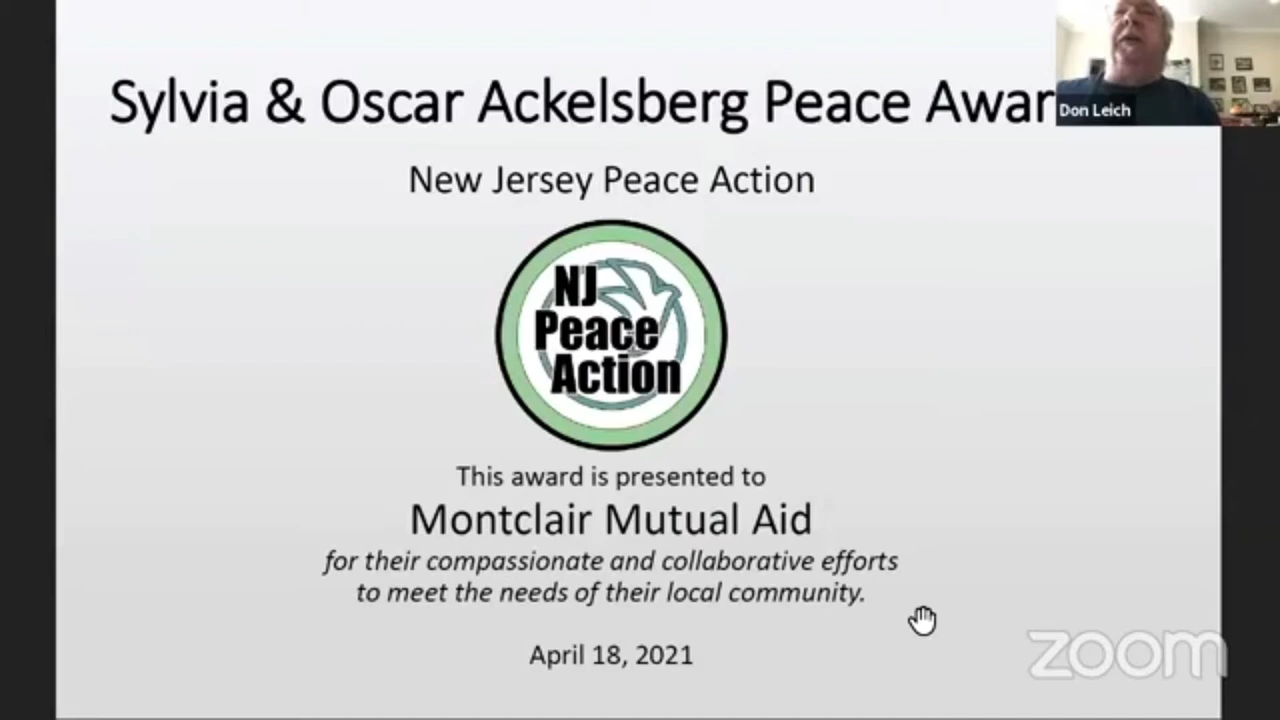 Sylvia & Oscar Ackelsberg Peace Awar
Don Leich
New Jersey Peace Action
NJ
Peace
Action
This award is presented to
Montclair Mutual Aid
for their compassionate and collaborative efforts
to meet the needs of their local community.
April 18, 2021
zoom